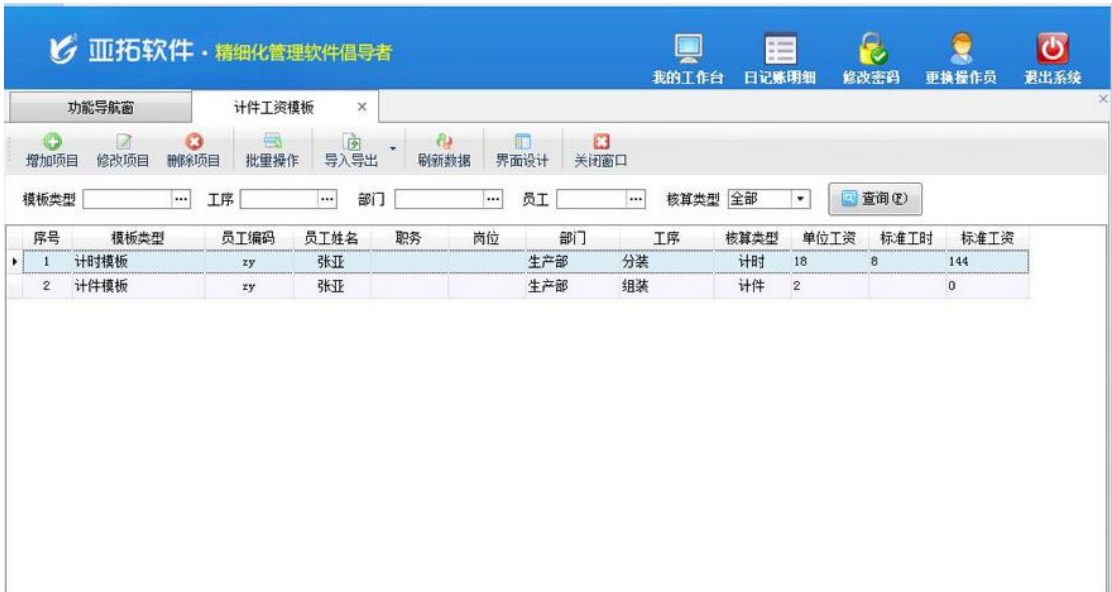 亚拓软件·精细化管理软件倡导者
我的工作台 日记账明细 修改密码 更换操作员 退出系统
功能导航窗 计件工资模板 ×
增加项目 修改项目 删除项目 批里操作 导入导出 刷新数据 界面设计 关闭窗口
模板类型 ... 工序 ... 部门 ... 员工 ... 核算类型 全部 查询(F)
序号 模板类型 员工编码 员工姓名 职务 岗位 部门 工序 核算类型 单位工资 标准工时 标准工资
1 计时模板 zy 张亚 生产部 分装 计时 18 8 144
2 计件模板 zy 张亚 生产部 组装 计件 2 0